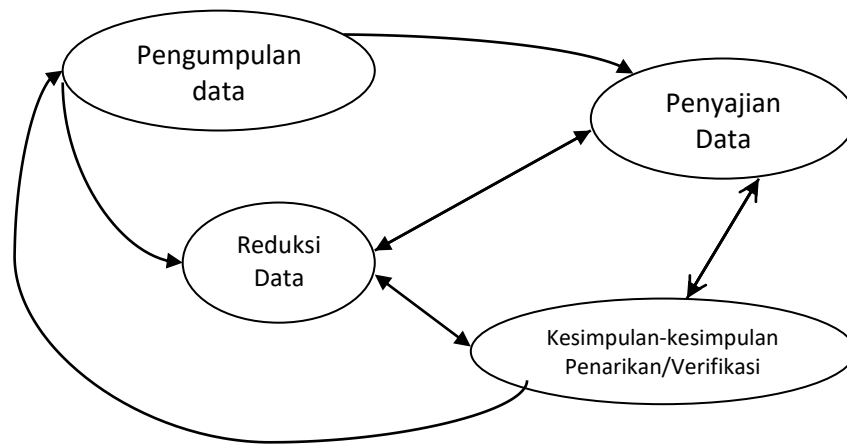 Pengumpulan
data
Penyajian
Data
Reduksi
Data
Kesimpulan-kesimpulan
Penarikan/Verifikasi